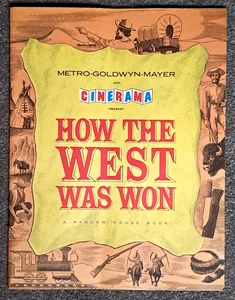 METRO-GOLDWYN-MAYER
AND
CINERAMA
PRESENT
HOW THE
WEST
WAS WON
A RANDOM HOUSE BOOK